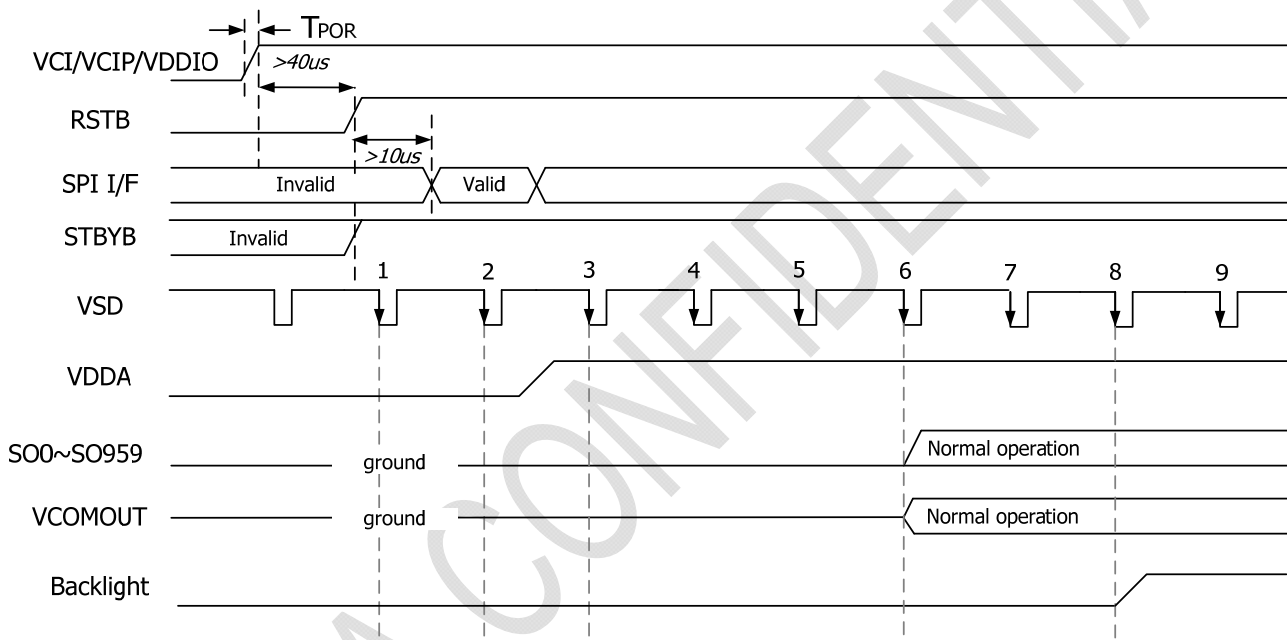 TPOR
VCI/VCIP/VDDIO
>40us
RSTB
>10us
SPI I/F
Invalid
Valid
STBYB
Invalid
1 2 3 4 5 6 7 8 9
VSD
VDDA
SO0~SO959
ground
Normal operation
VCOMOUT
ground
Normal operation
Backlight
A CONFIDENTIA